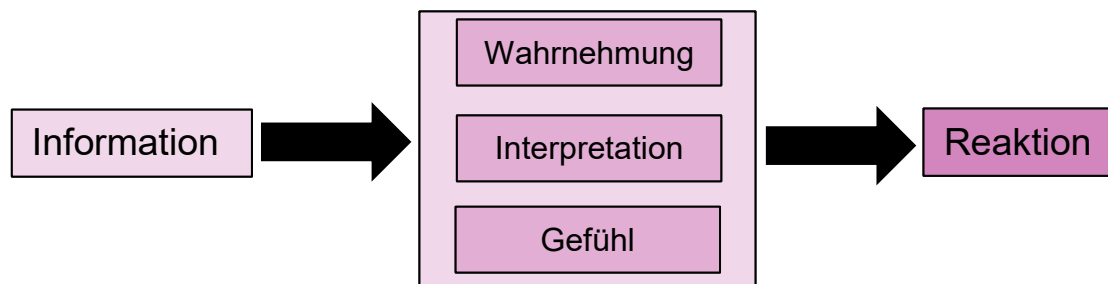 Information
Wahrnehmung
Interpretation
Gefühl
Reaktion